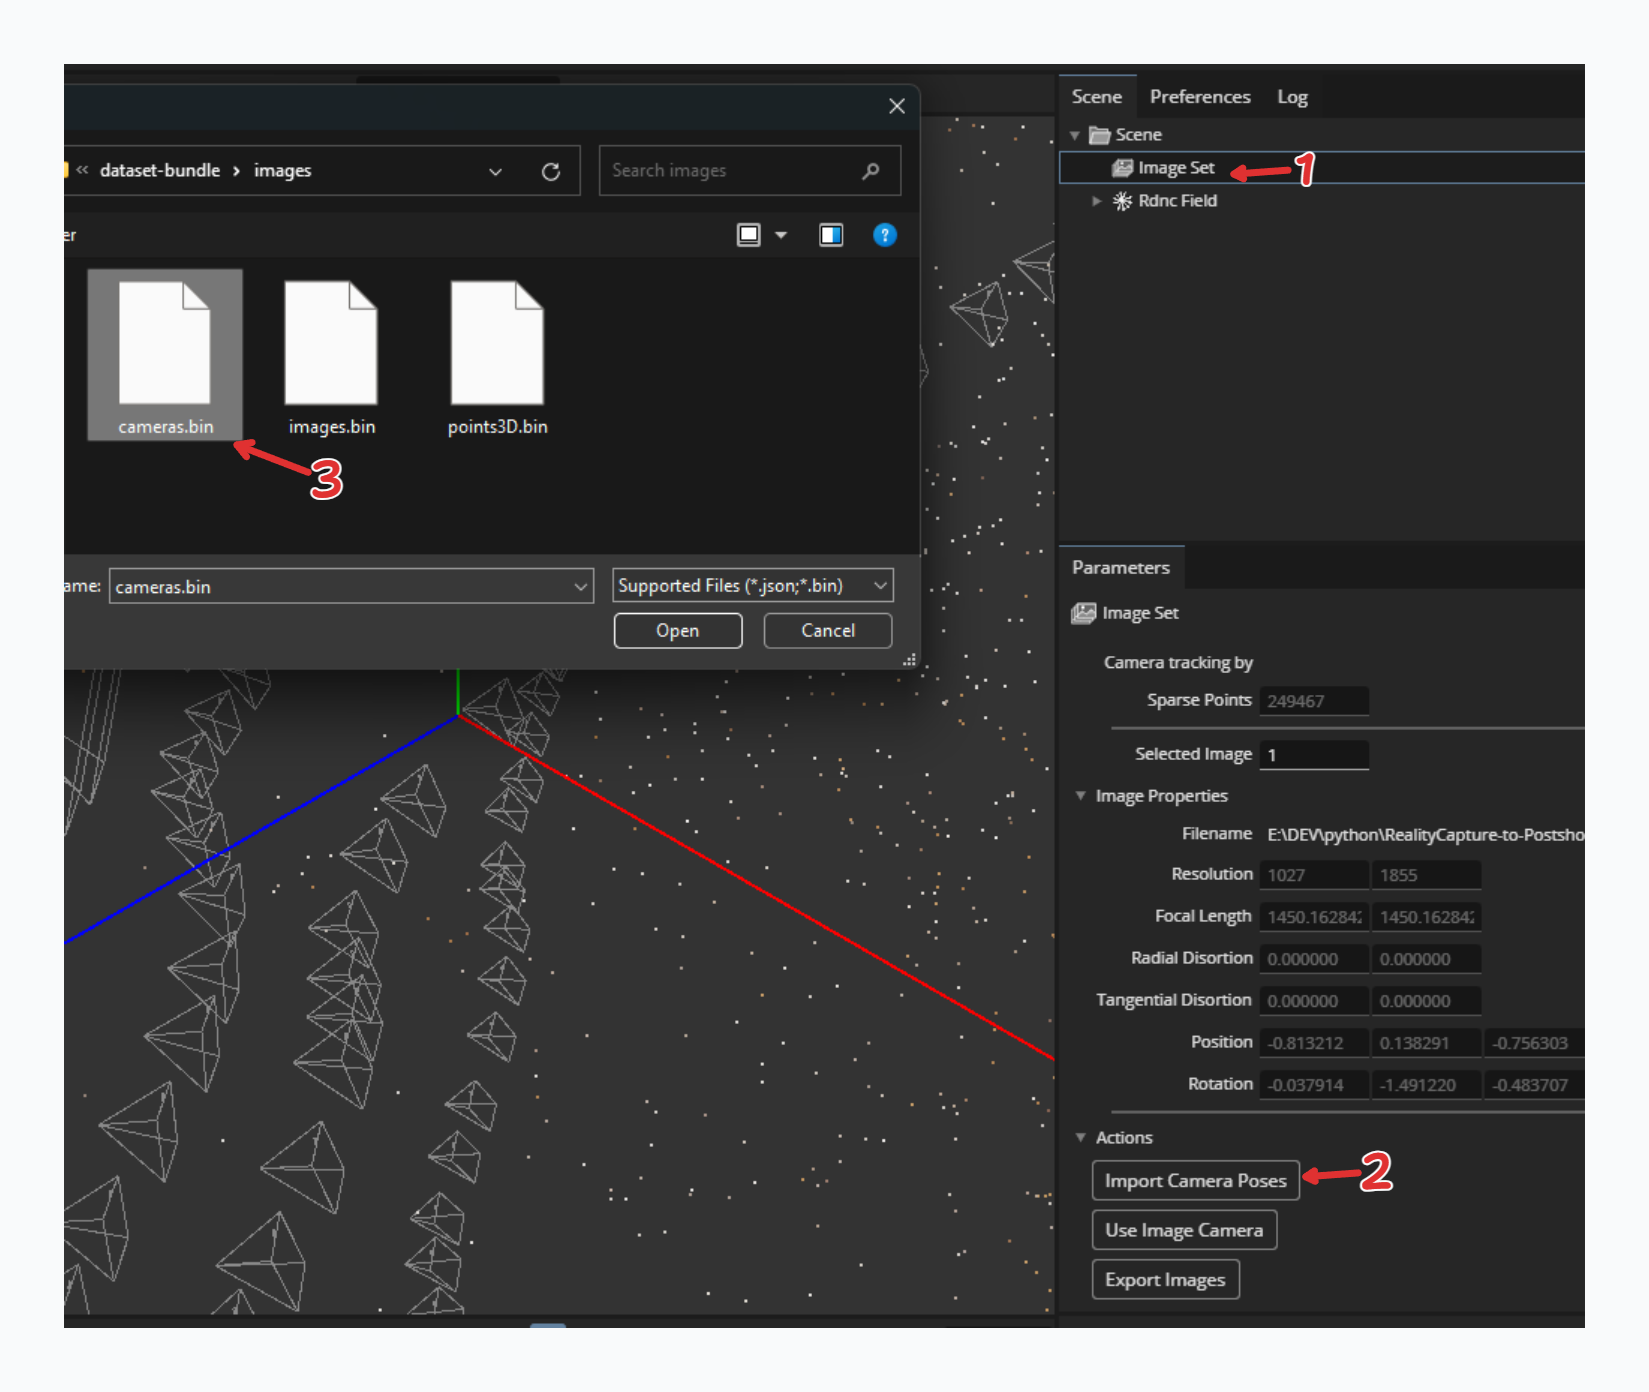 Scene Preferences Log
« dataset-bundle › images
Search images
Scene
Image Set
1
Rdnc Field
er
?
cameras.bin
images.bin
points3D.bin
3
Parameters
ame:
cameras.bin
Supported Files (*.json;*.bin)
Open
Cancel
Image Set
Camera tracking by
Sparse Points 249467
Selected Image 1
Image Properties
Filename E:\DEV\python\RealityCapture-to-Postsho
Resolution 1027 1855
Focal Length 1450.162842 1450.162842
Radial Disortion 0.000000 0.000000
Tangential Disortion 0.000000 0.000000
Position -0.813212 0.138291 -0.756303
Rotation -0.037914 -1.491220 -0.483707
Actions
Import Camera Poses
2
Use Image Camera
Export Images